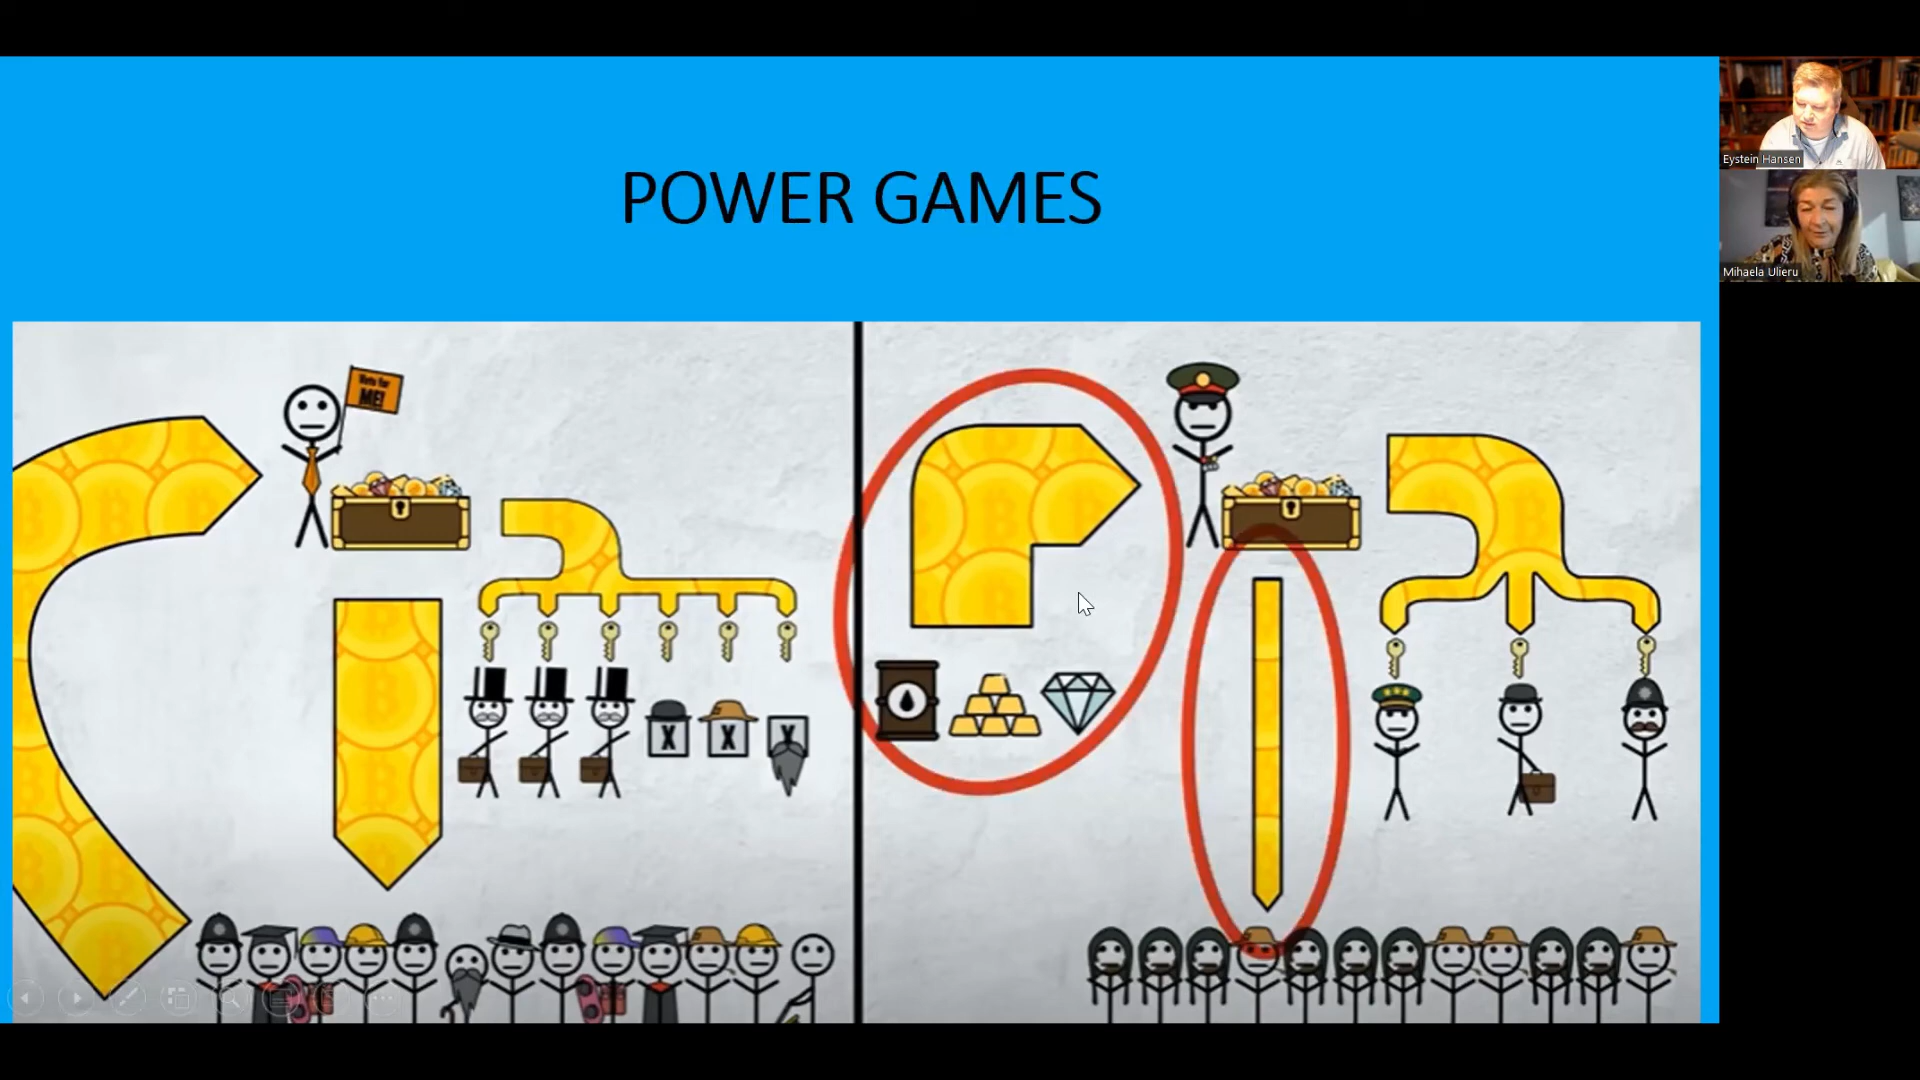 POWER GAMES
Eystein Hansen
Mihaela Ulieru
Vote for
ME!
X X X